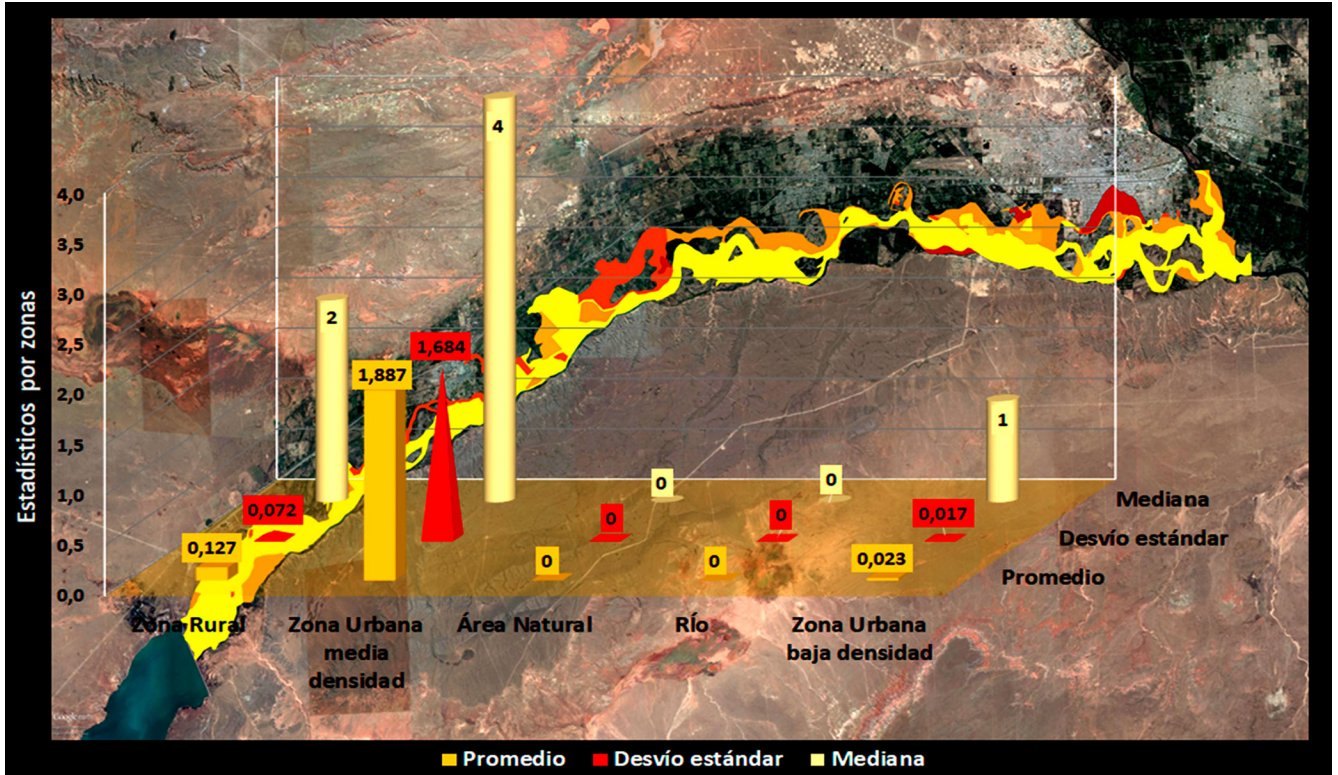 4
4,0
3,5
3,0
2
2,5
1,684
1,887
2,0
1,5
1
1,0
0
0
Mediana
0,072
0
0
0,017
Desvío estándar
0,5
0,127
0
0
0,023
Promedio
0,0
Estadísticos por zonas
Zona Rural
Zona Urbana
media
densidad
Área Natural
RÍo
Zona Urbana
baja densidad
Google
Promedio
Desvío estándar
Mediana